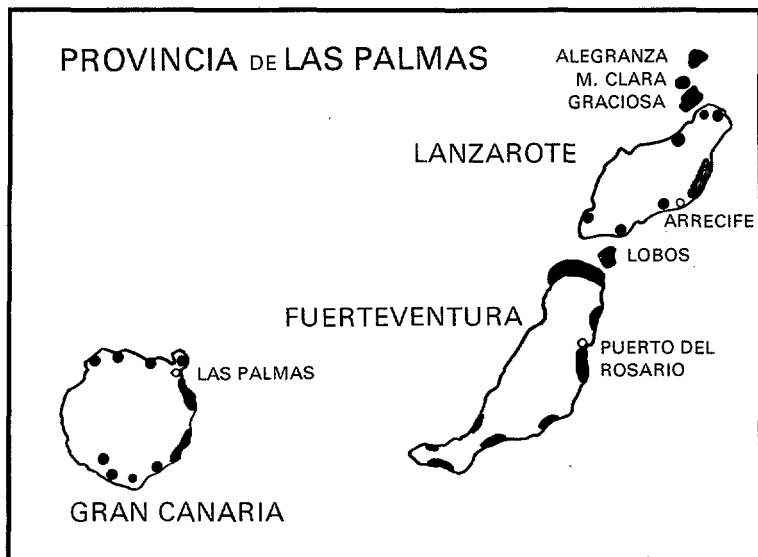 PROVINCIA DE LAS PALMAS
ALEGRANZA
M. CLARA
GRACIOSA
LANZAROTE
ARRECIFE
LOBOS
FUERTEVENTURA
PUERTO DEL
ROSARIO
LAS PALMAS
GRAN CANARIA